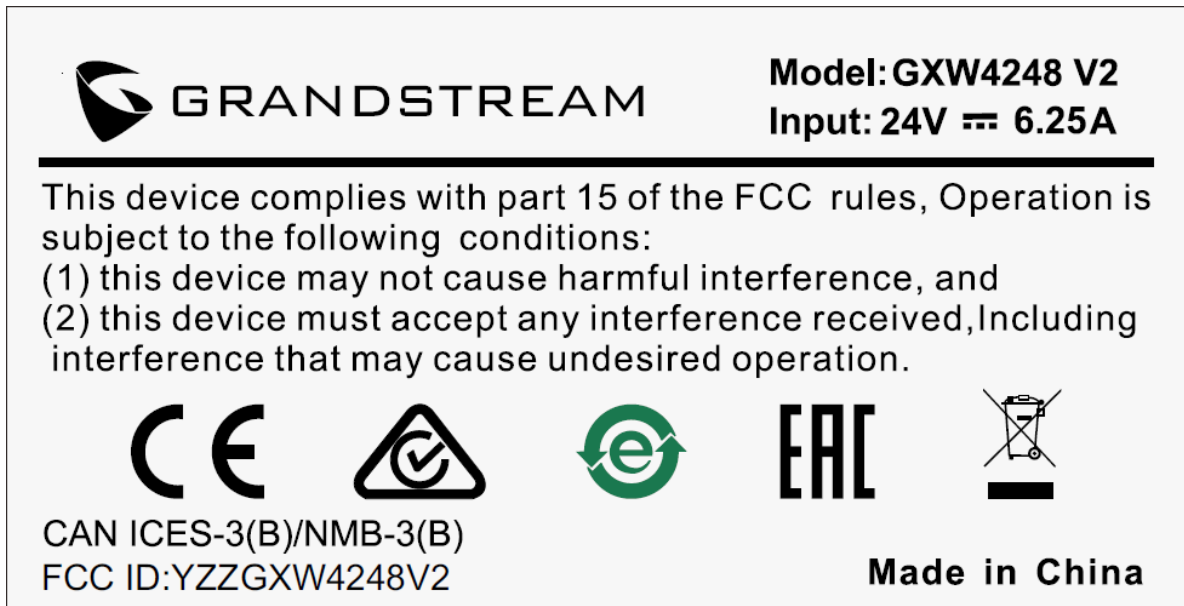 GRANDSTREAM
Model:GXW4248 V2
Input: 24V ⎓ 6.25A
This device complies with part 15 of the FCC rules, Operation is
subject to the following conditions:
(1) this device may not cause harmful interference, and
(2) this device must accept any interference received,Including
interference that may cause undesired operation.
CE
e
EAC
CAN ICES-3(B)/NMB-3(B)
FCC ID:YZZGXW4248V2
Made in China